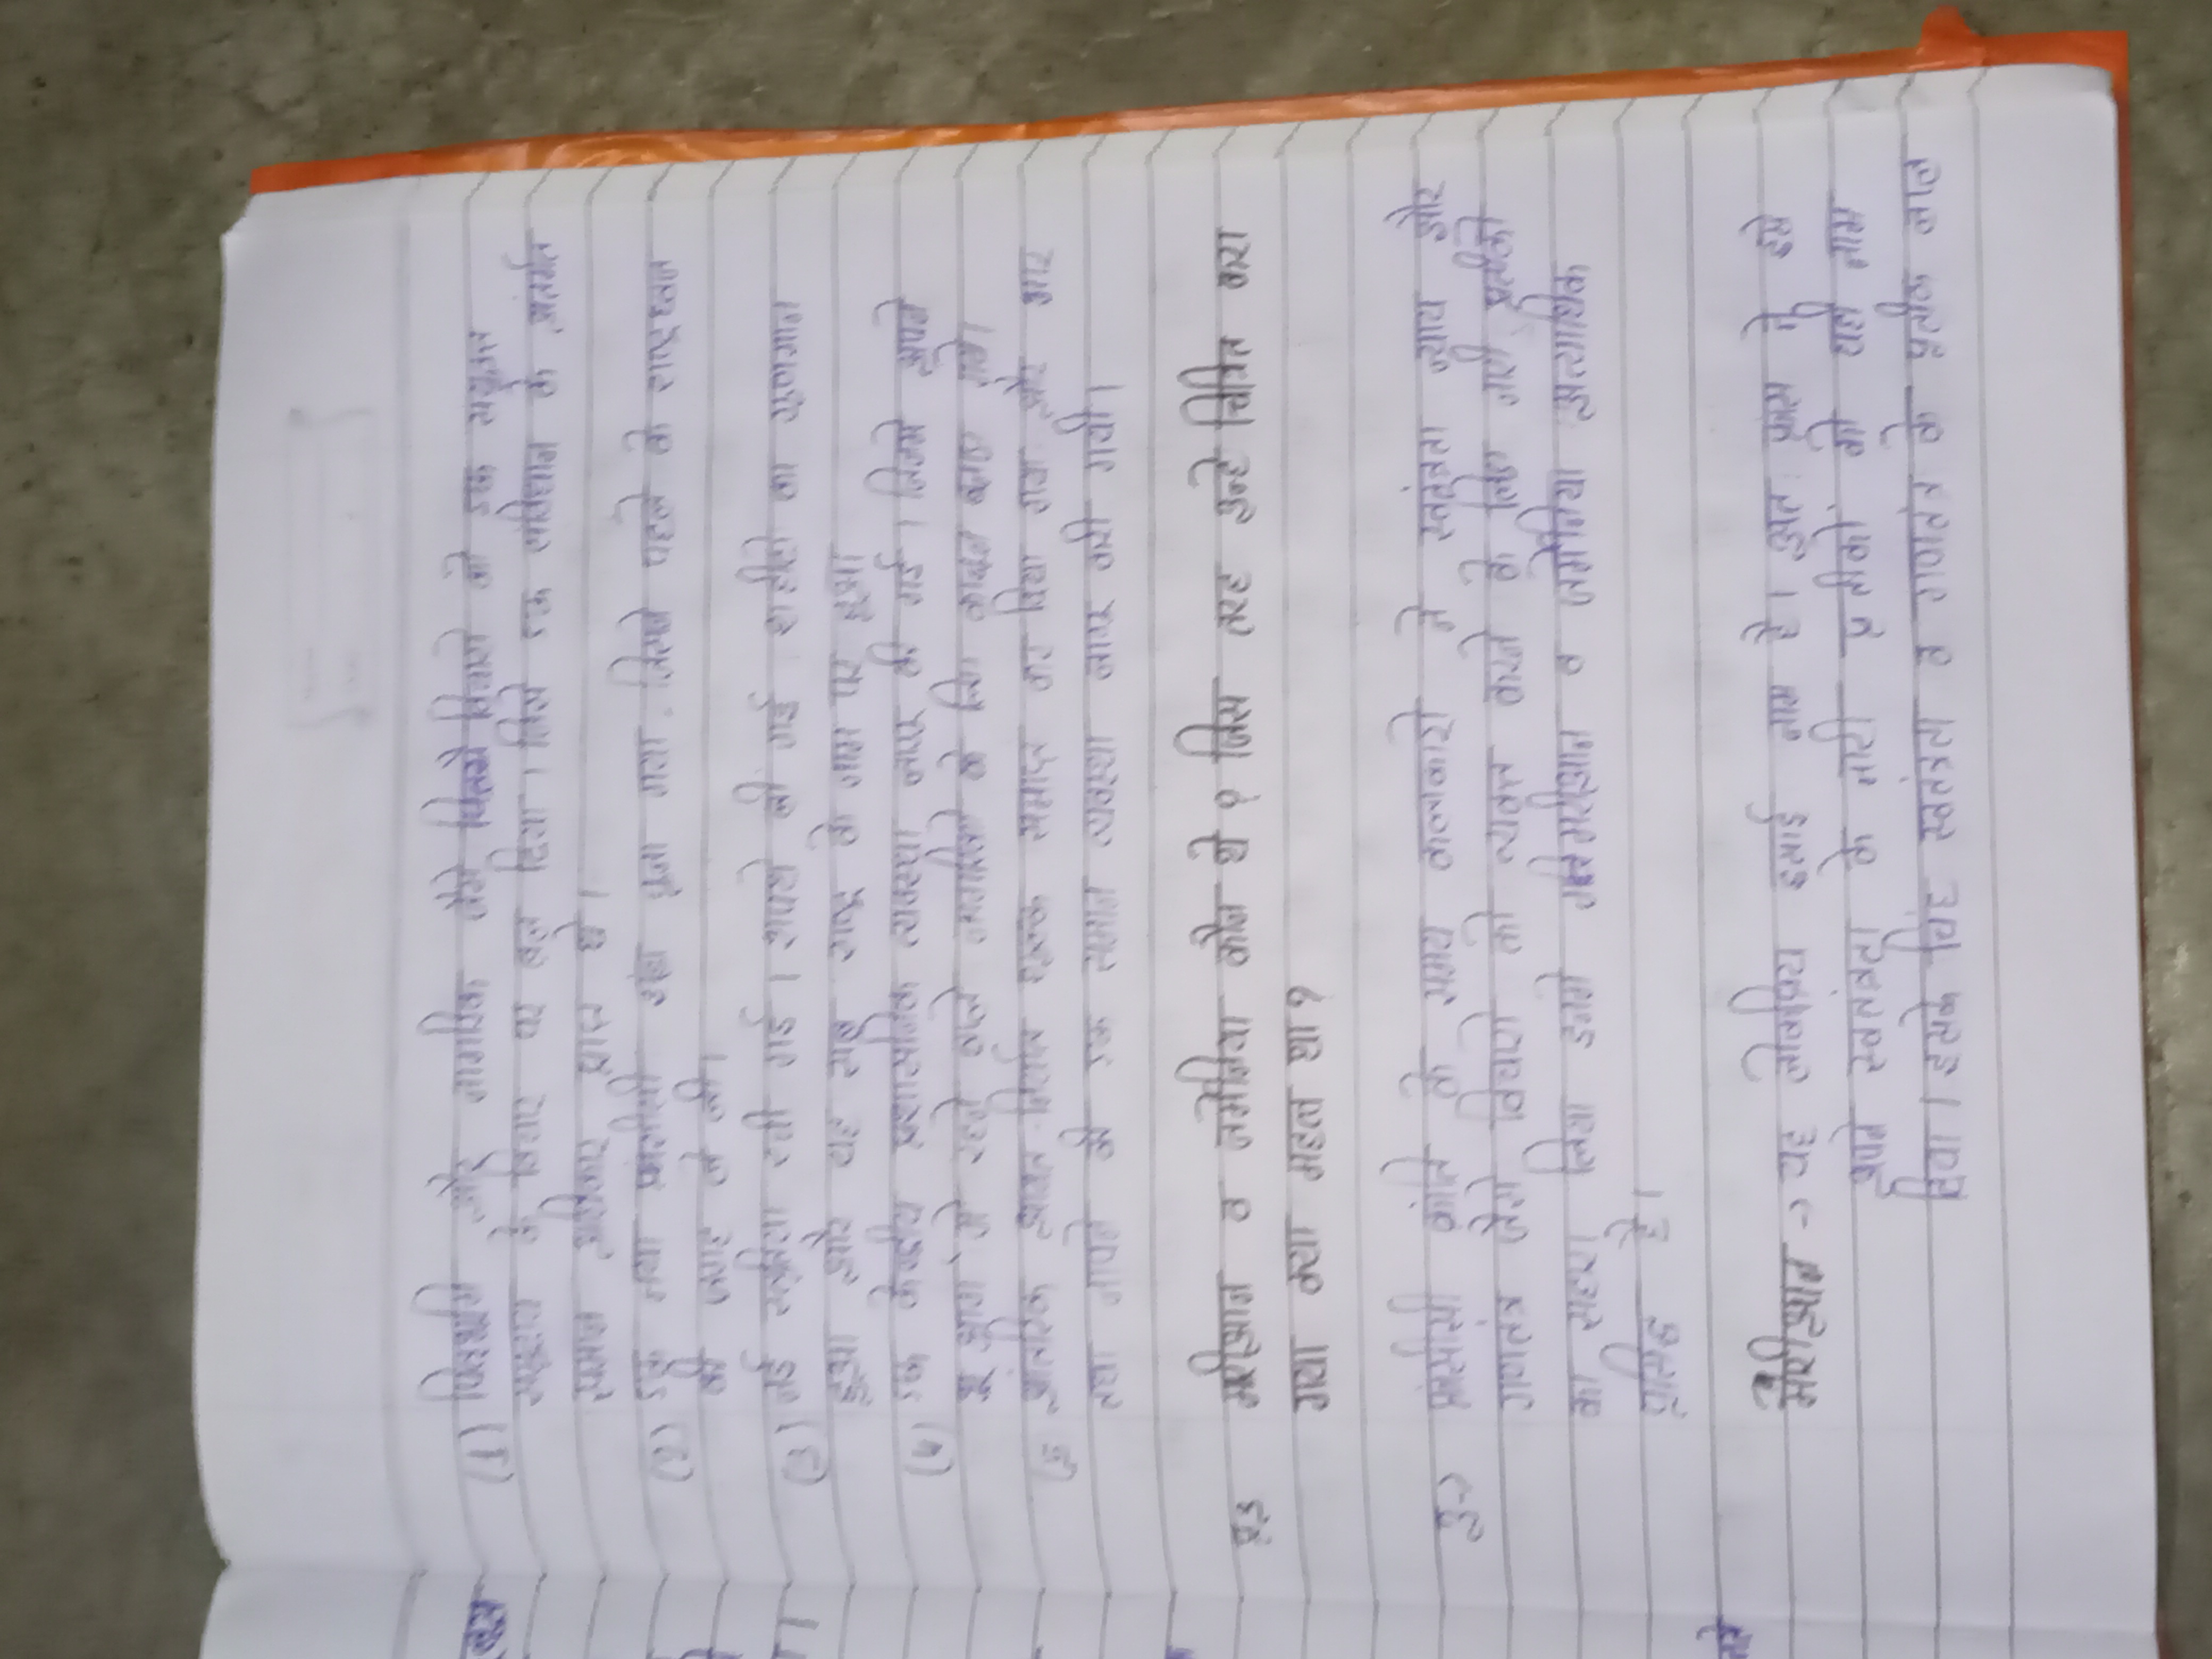 (1) पितृभूमि और नागरिक जैसे विचारो को एक सयुक्त
समुदाय के विचार पर बल दिया । जिसे एक संविधान के अंतर्गत
समान अधिकार प्राप्त थे ।
(2) एक नया फ्रांसीसी झंडा चुना गया. जिसने पहले के राष्ट्रध्वज
की जगह ले ली ।
(3) नई स्तुतिया रची गई । शपथे ली गई शहीदो का गुणगान
हुआ और यह सब राष्ट्र के नाम पर हुआ
(4) एक केन्द्रीय प्रशासनिक व्यवस्था लागू की गई । जिनमे अपने
भू भाग में रहने वाले नागरिको के लिए कानून बनाए गये।
(5 आंतरिक आयात निर्यात शुल्क समाप्त कर दिया गया और भार
तथा नापने की एक समान व्यवस्था लागू करी गयी ।
प्र3 मरीआन व जर्मेनिया कौन थे ? जिस तरह इन्हे चित्रित करा
गया क्या महत्व था ?
उ-> फ्रांसीसी क्रांति के समय कलाकारो ने स्वतंत्रता न्याय और
गणतंत्र जैसे विचारो को व्यक्त करने के लिए नारी प्रतीको
का सहारा लिया इनमे मरीआन व जर्मेनिया अत्याधिक
प्रसिद्ध है ।
मेरीआन -> यह लोकप्रिय इसाई नाम है । अत: फ्रांस ने इसे
अपने स्वतंत्रता के नारी प्रतीकों को यही नाम
दिया । इसके चिंह स्वतंत्रता व गणतंत्र के प्रतीक लाल